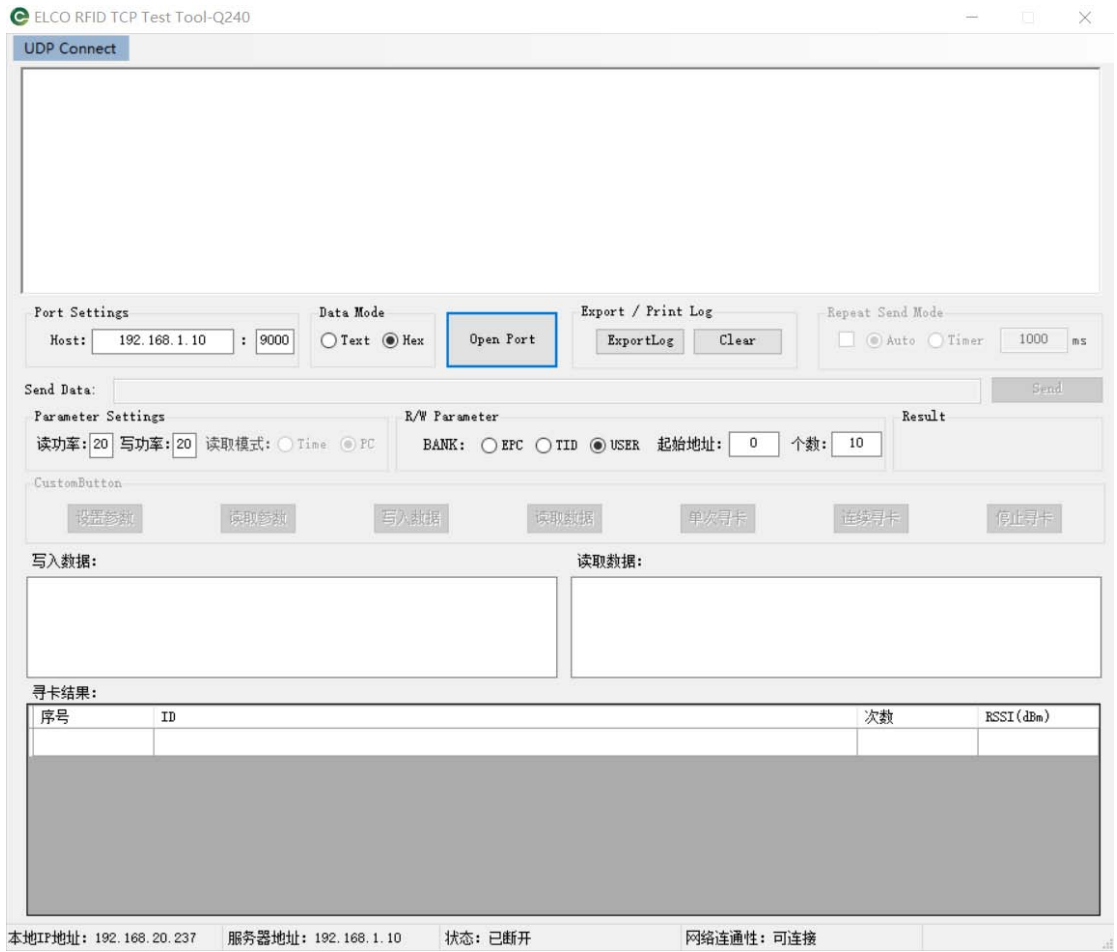 ELCO RFID TCP Test Tool-Q240
UDP Connect
Port Settings
Host: 192.168.1.10 : 9000
Data Mode
Text Hex
Open Port
Export / Print Log
ExportLog Clear
Repeat Send Mode
Auto Timer 1000 ms
Send Data: Send
Parameter Settings
读功率: 20 写功率: 20 读取模式: Time PC
R/W Parameter
BANK: EPC TID USER 起始地址: 0 个数: 10
Result
CustomButton
设置参数 读取参数 写入数据 读取数据 单次寻卡 连续寻卡 停止寻卡
写入数据: 读取数据:
寻卡结果:
序号 ID 次数 RSSI(dBm)
本地IP地址: 192.168.20.237 服务器地址: 192.168.1.10 状态: 已断开 网络连通性: 可连接